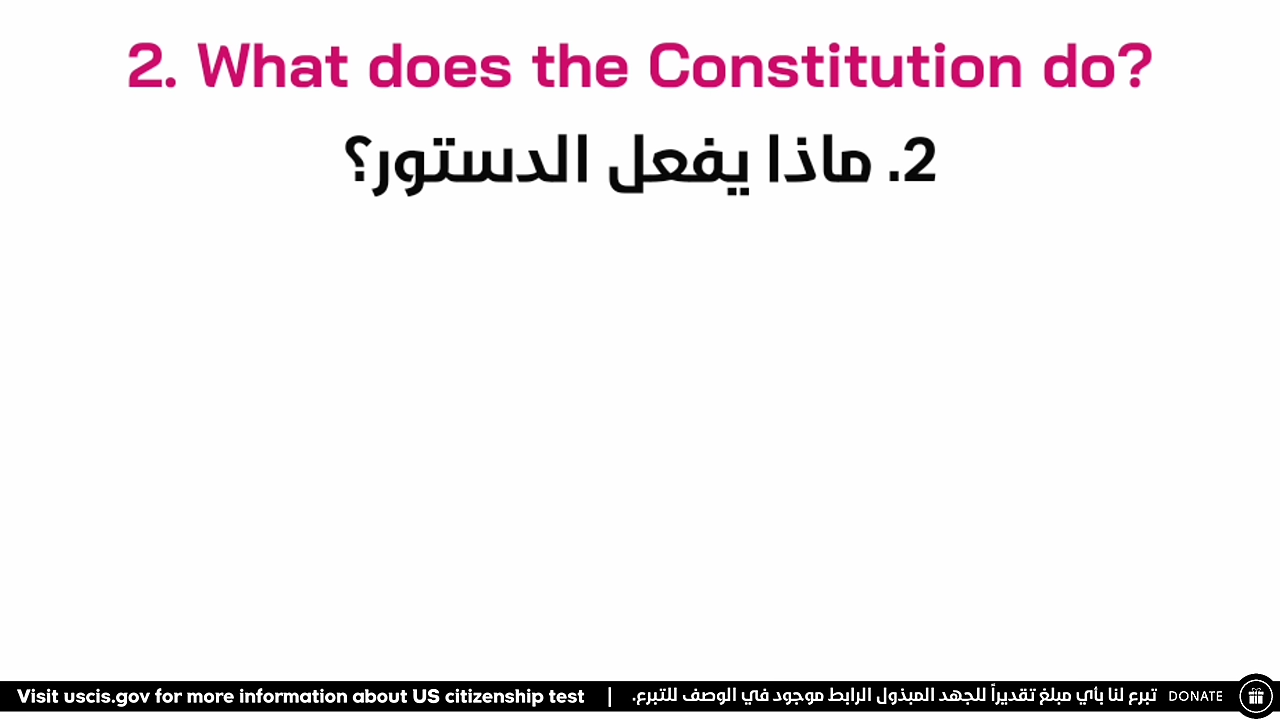 2. What does the Constitution do?
2. ماذا يفعل الدستور؟
Visit uscis.gov for more information about US citizenship test | تبرع لنا بأي مبلغ تقديراً للجهد المبذول الرابط موجود في الوصف للتبرع. DONATE